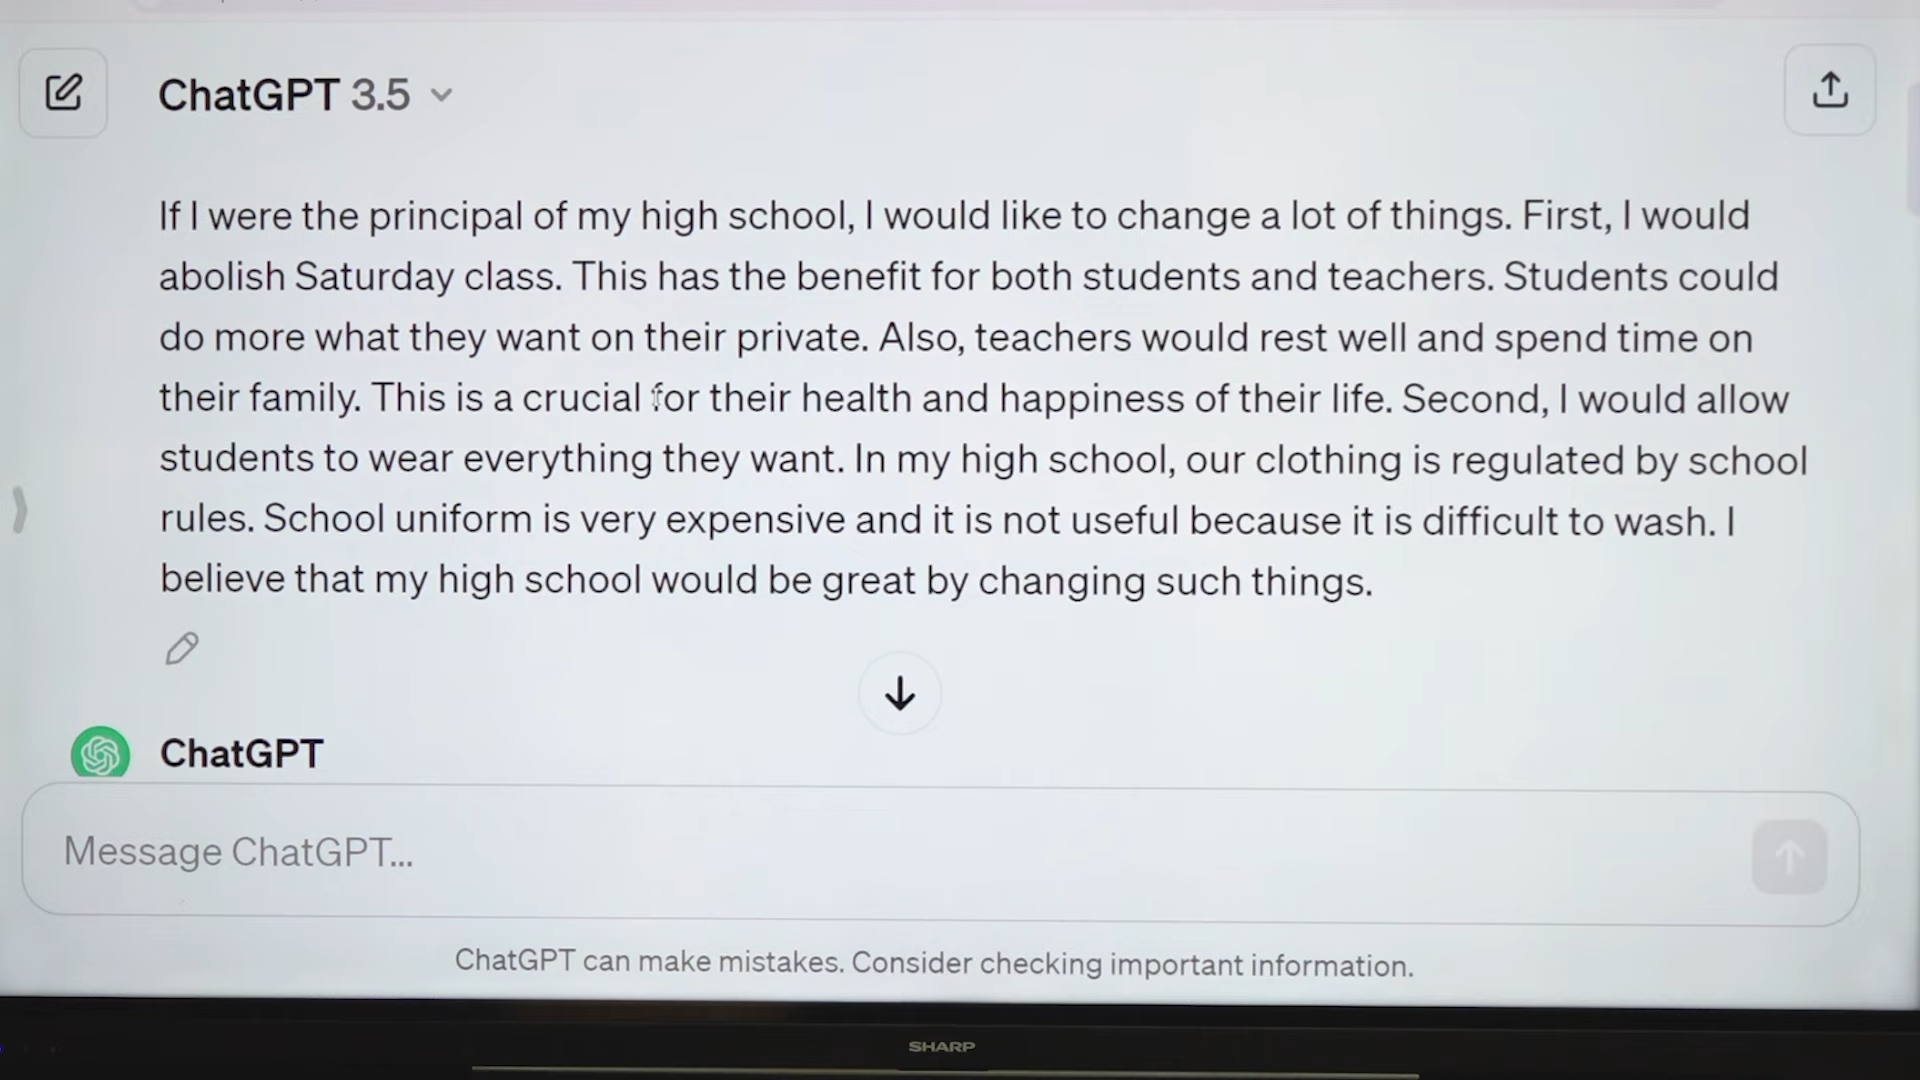 ChatGPT 3.5
If I were the principal of my high school, I would like to change a lot of things. First, I would
abolish Saturday class. This has the benefit for both students and teachers. Students could
do more what they want on their private. Also, teachers would rest well and spend time on
their family. This is a crucial for their health and happiness of their life. Second, I would allow
students to wear everything they want. In my high school, our clothing is regulated by school
rules. School uniform is very expensive and it is not useful because it is difficult to wash. I
believe that my high school would be great by changing such things.
ChatGPT
Message ChatGPT...
ChatGPT can make mistakes. Consider checking important information.
SHARP